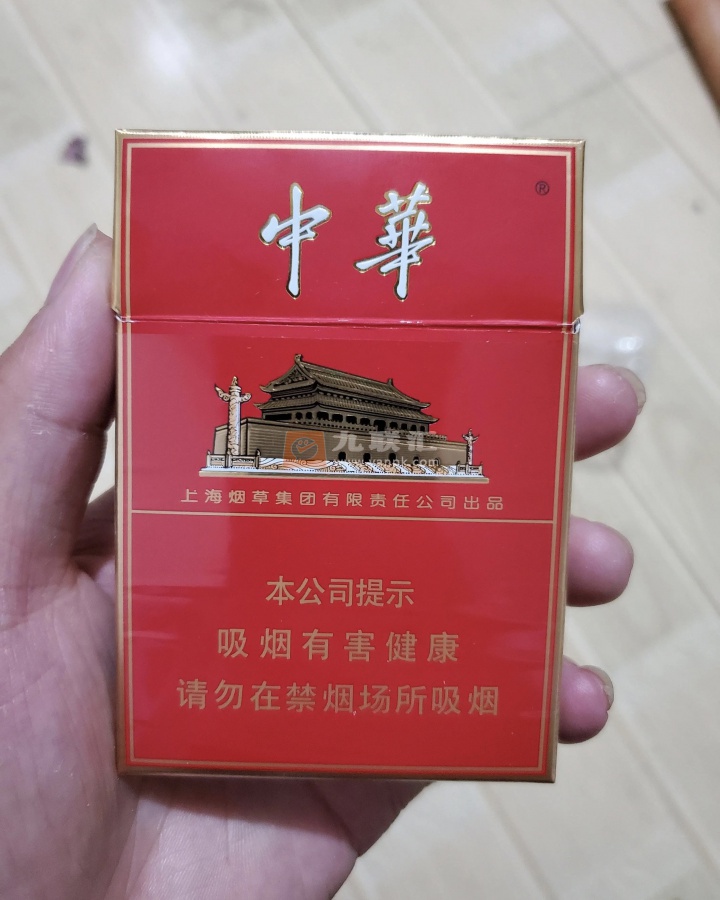 中華
®
上海烟草集团有限责任公司出品
本公司提示
吸烟有害健康
请勿在禁烟场所吸烟